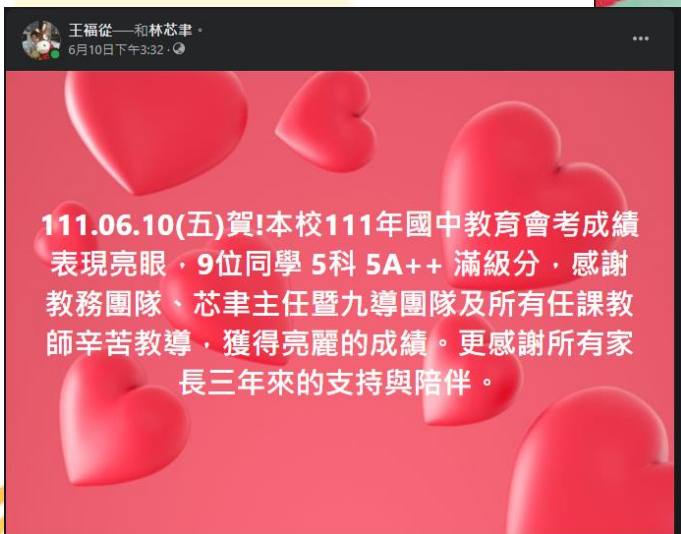 王福從——和林芯聿。
6月10日下午3:32 ·
111.06.10(五)賀!本校111年國中教育會考成績
表現亮眼，9位同學 5科 5A++ 滿級分，感謝
教務團隊、芯聿主任暨九導團隊及所有任課教
師辛苦教導，獲得亮麗的成績。更感謝所有家
長三年來的支持與陪伴。